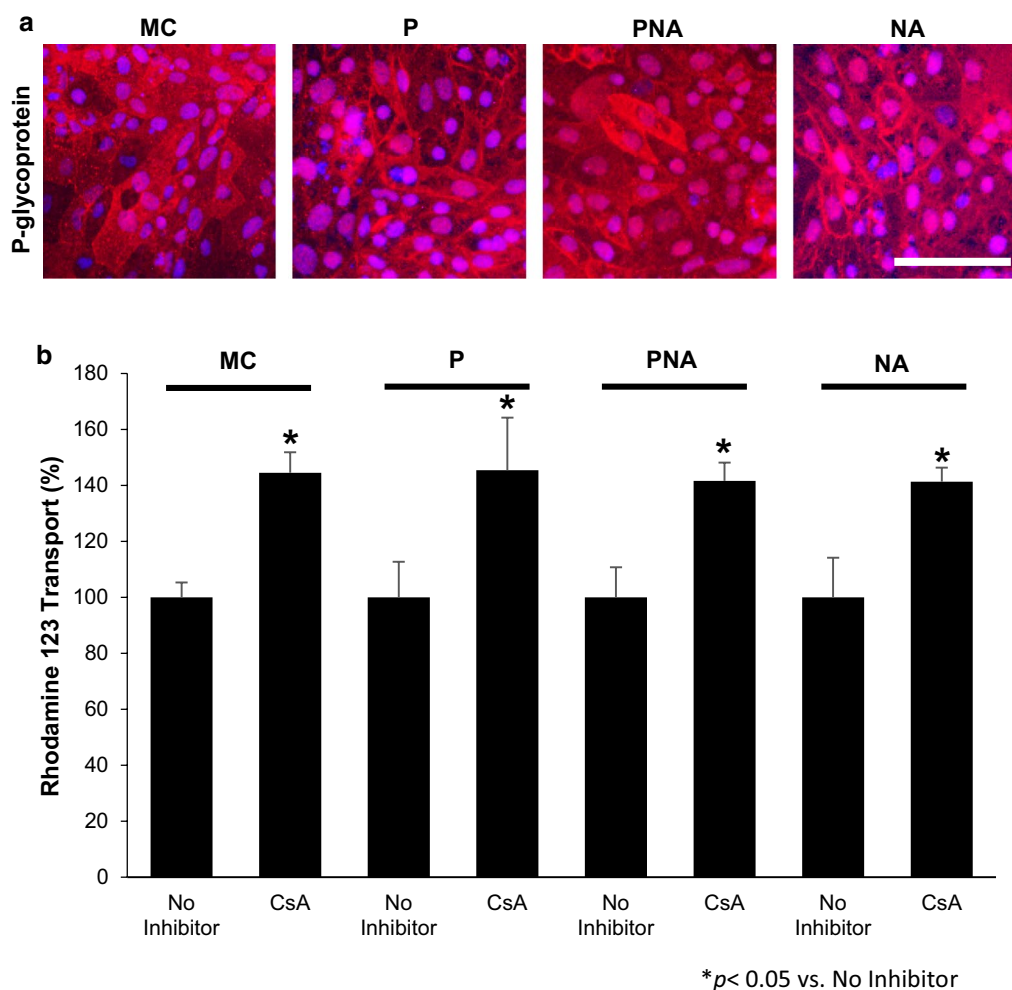 a
MC P PNA NA
P-glycoprotein
b
MC P PNA NA
Rhodamine 123 Transport (%)
180
160
140
120
100
80
60
40
20
0
* * * *
No Inhibitor CsA No Inhibitor CsA No Inhibitor CsA No Inhibitor CsA
*p< 0.05 vs. No Inhibitor